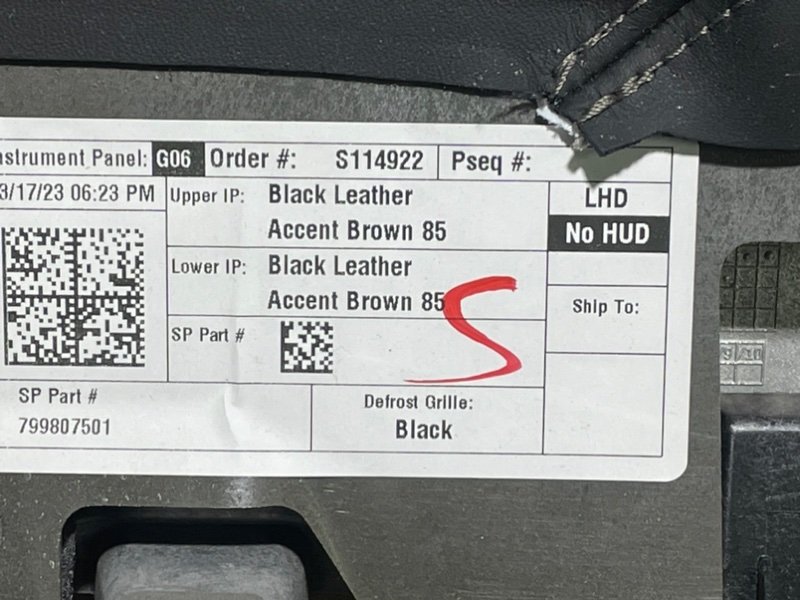 nstrument Panel: G06 Order #: S114922 Pseq #:
3/17/23 06:23 PM
Upper IP: Black Leather
Accent Brown 85
LHD
No HUD
Lower IP: Black Leather
Accent Brown 85
S
Ship To:
SP Part #
SP Part #
799807501
Defrost Grille:
Black